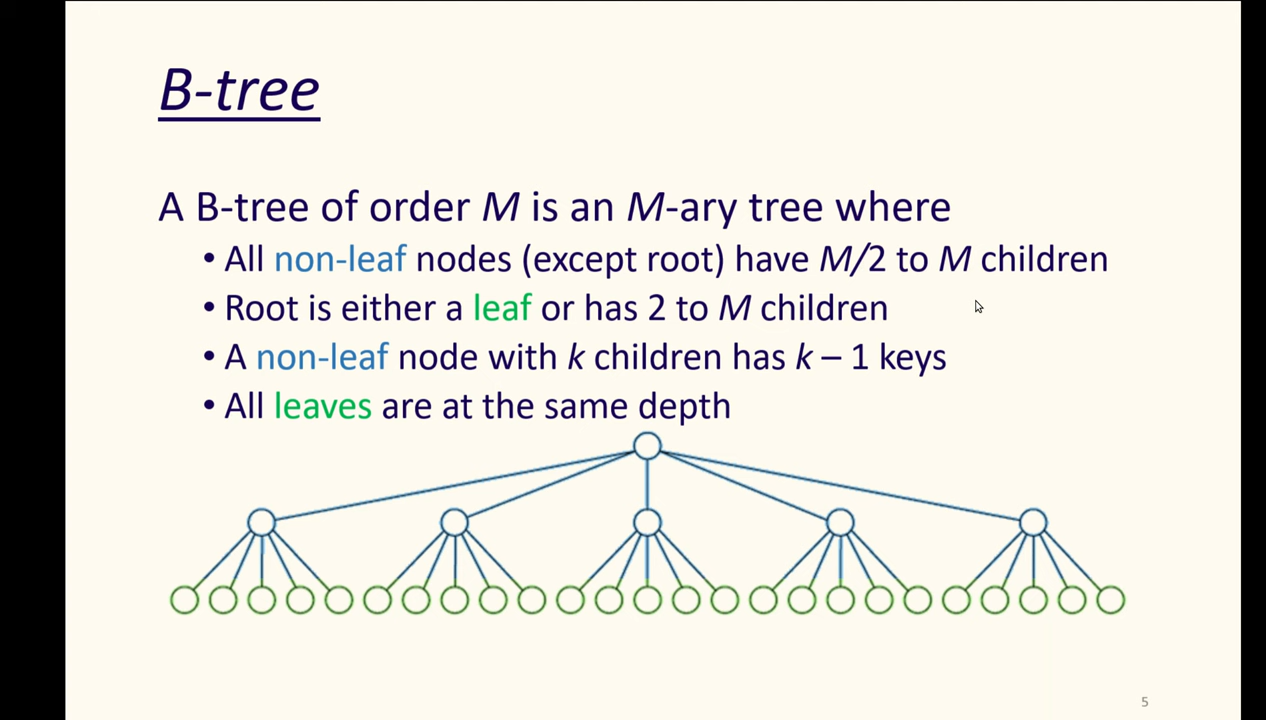 B-tree
A B-tree of order M is an M-ary tree where
• All non-leaf nodes (except root) have M/2 to M children
• Root is either a leaf or has 2 to M children
• A non-leaf node with k children has k – 1 keys
• All leaves are at the same depth
5